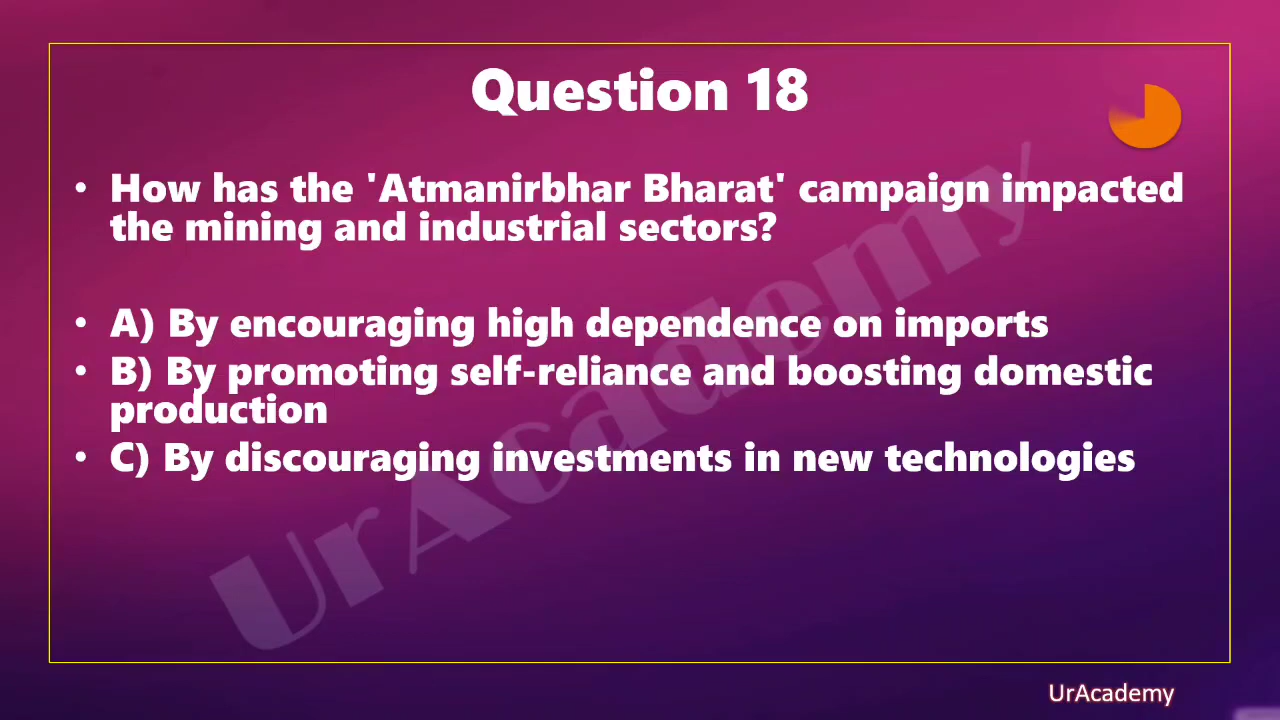 Question 18
• How has the 'Atmanirbhar Bharat' campaign impacted
the mining and industrial sectors?
• A) By encouraging high dependence on imports
• B) By promoting self-reliance and boosting domestic
production
• C) By discouraging investments in new technologies
UrAcademy
UrAcademy